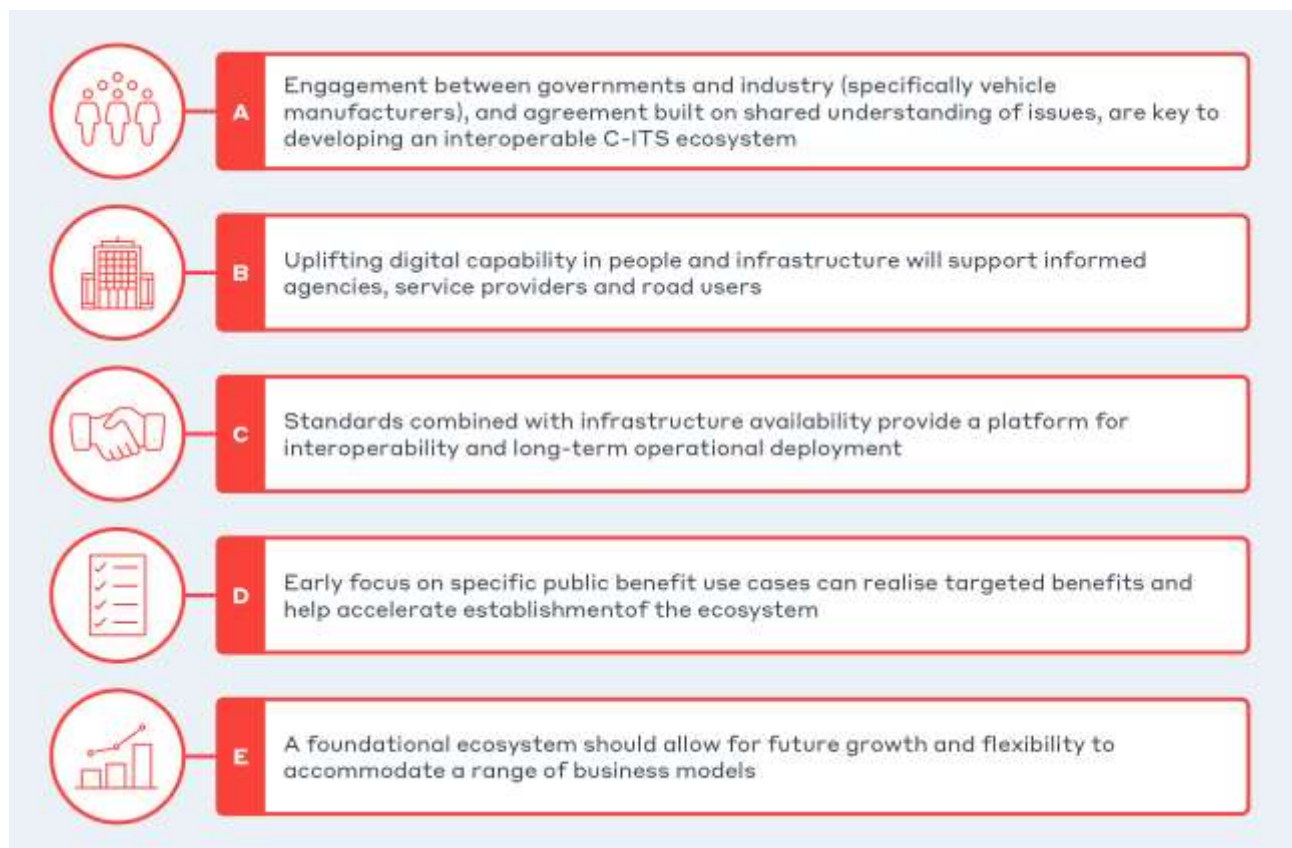 A
Engagement between governments and industry (specifically vehicle
manufacturers), and agreement built on shared understanding of issues, are key to
developing an interoperable C-ITS ecosystem
B
Uplifting digital capability in people and infrastructure will support informed
agencies, service providers and road users
C
Standards combined with infrastructure availability provide a platform for
interoperability and long-term operational deployment
D
Early focus on specific public benefit use cases can realise targeted benefits and
help accelerate establishmentof the ecosystem
E
A foundational ecosystem should allow for future growth and flexibility to
accommodate a range of business models